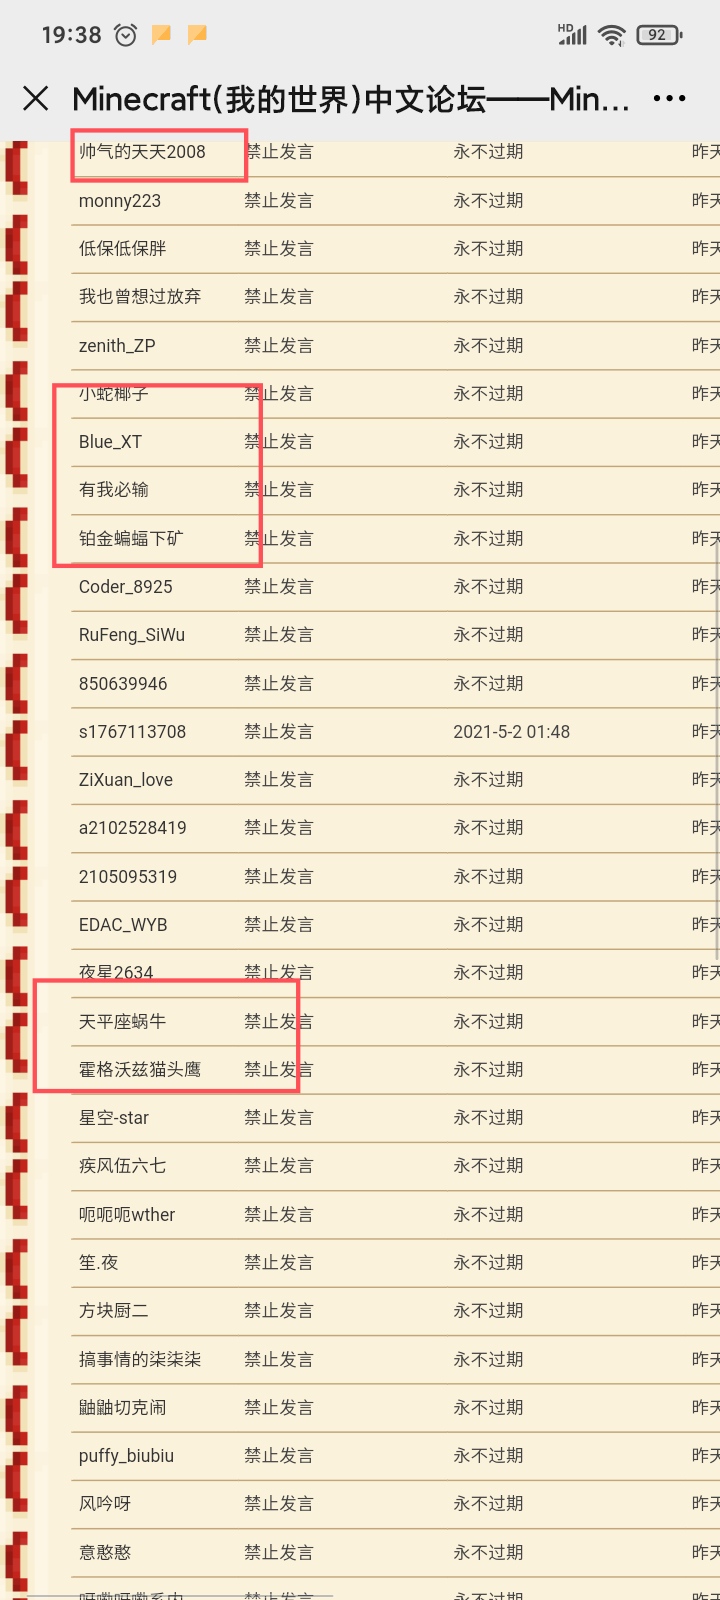 19:38 HD 92
Minecraft(我的世界)中文论坛——Min...
帅气的天天2008 禁止发言 永不过期 昨天
monny223 禁止发言 永不过期 昨天
低保低保胖 禁止发言 永不过期 昨天
我也曾想过放弃 禁止发言 永不过期 昨天
zenith_ZP 禁止发言 永不过期 昨天
小蛇椰子 禁止发言 永不过期 昨天
Blue_XT 禁止发言 永不过期 昨天
有我必输 禁止发言 永不过期 昨天
铂金蝙蝠下矿 禁止发言 永不过期 昨天
Coder_8925 禁止发言 永不过期 昨天
RuFeng_SiWu 禁止发言 永不过期 昨天
850639946 禁止发言 永不过期 昨天
s1767113708 禁止发言 2021-5-2 01:48 昨天
ZiXuan_love 禁止发言 永不过期 昨天
a2102528419 禁止发言 永不过期 昨天
2105095319 禁止发言 永不过期 昨天
EDAC_WYB 禁止发言 永不过期 昨天
夜星2634 禁止发言 永不过期 昨天
天平座蜗牛 禁止发言 永不过期 昨天
霍格沃兹猫头鹰 禁止发言 永不过期 昨天
星空-star 禁止发言 永不过期 昨天
疾风伍六七 禁止发言 永不过期 昨天
呃呃呃wther 禁止发言 永不过期 昨天
笙.夜 禁止发言 永不过期 昨天
方块厨二 禁止发言 永不过期 昨天
搞事情的柒柒柒 禁止发言 永不过期 昨天
鼬鼬切克闹 禁止发言 永不过期 昨天
puffy_biubiu 禁止发言 永不过期 昨天
风吟呀 禁止发言 永不过期 昨天
意憨憨 禁止发言 永不过期 昨天
禁止发言 永不过期 昨天